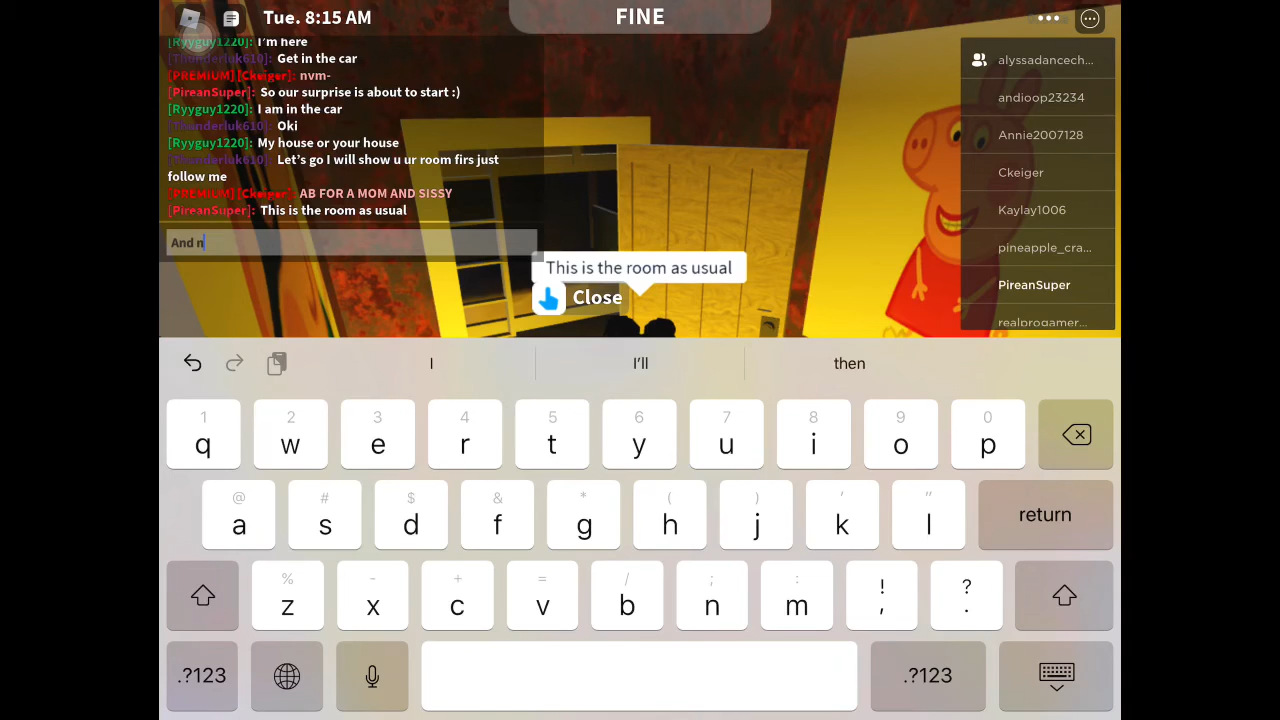 Tue. 8:15 AM
FINE
[Ryyguy1220]: I'm here
[Thunderluk610]: Get in the car
[PREMIUM] [Ckeiger]: nvm-
[PireanSuper]: So our surprise is about to start :)
[Ryyguy1220]: I am in the car
[Thunderluk610]: Oki
[Ryyguy1220]: My house or your house
[Thunderluk610]: Let's go I will show u ur room firs just
follow me
[PREMIUM] [Ckeiger]: AB FOR A MOM AND SISSY
[PireanSuper]: This is the room as usual
And n
This is the room as usual
Close
alyssadancech...
andioop23234
Annie2007128
Ckeiger
Kaylay1006
pineapple_cra...
PireanSuper
realprogamer...
I I'll then
1 2 3 4 5 6 7 8 9 0
q w e r t y u i o p
@ # $ & * ( ) ' "
a s d f g h j k l return
% - + = / ; : ! ?
z x c v b n m , .
.?123 .?123